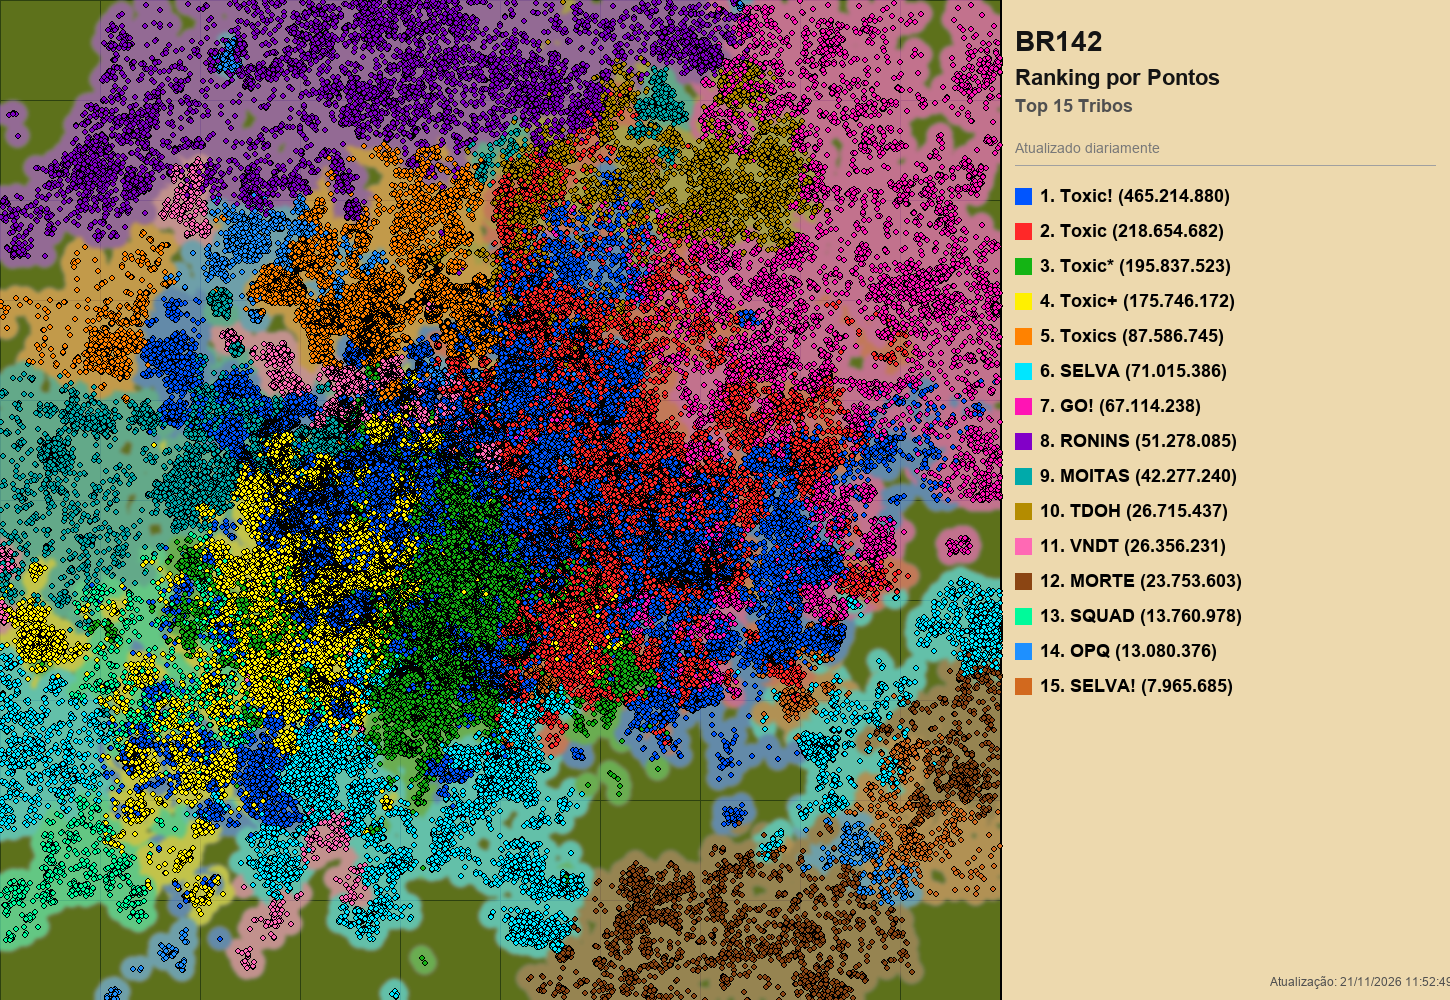 BR142
Ranking por Pontos
Top 15 Tribos
Atualizado diariamente
1. Toxic! (465.214.880)
2. Toxic (218.654.682)
3. Toxic* (195.837.523)
4. Toxic+ (175.746.172)
5. Toxics (87.586.745)
6. SELVA (71.015.386)
7. GO! (67.114.238)
8. RONINS (51.278.085)
9. MOITAS (42.277.240)
10. TDOH (26.715.437)
11. VNDT (26.356.231)
12. MORTE (23.753.603)
13. SQUAD (13.760.978)
14. OPQ (13.080.376)
15. SELVA! (7.965.685)
Atualização: 21/11/2026 11:52:49